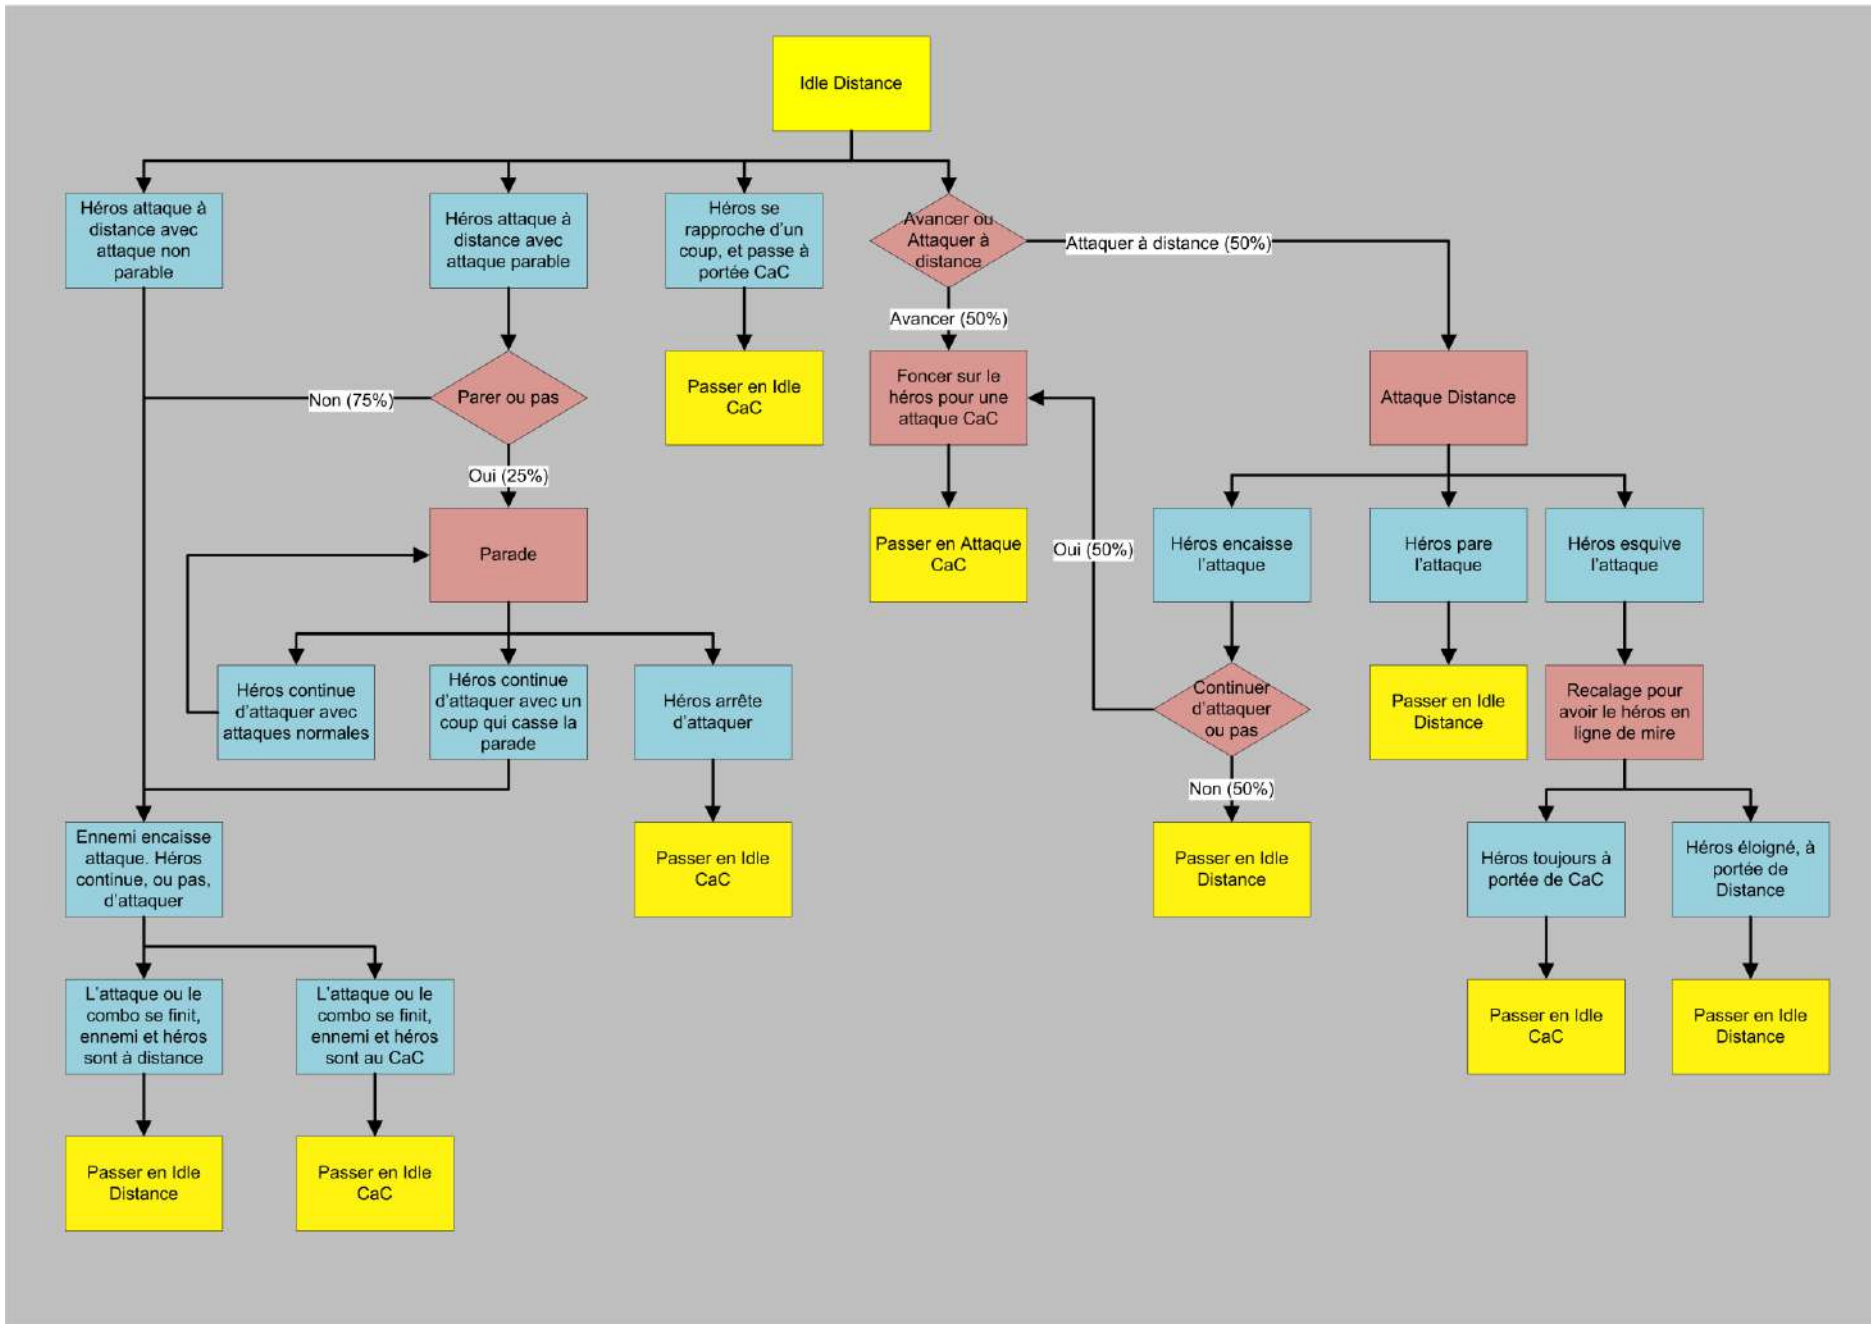 Idle Distance
Héros attaque à
distance avec
attaque non
parable
Héros attaque à
distance avec
attaque parable
Héros se
rapproche d'un
coup, et passe à
portée CaC
Avancer ou
Attaquer à
distance
Attaquer à distance (50%)
Avancer (50%)
Non (75%)
Parer ou pas
Passer en Idle
CaC
Foncer sur le
héros pour une
attaque CaC
Attaque Distance
Oui (25%)
Parade
Passer en Attaque
CaC
Oui (50%)
Héros encaisse
l'attaque
Héros pare
l'attaque
Héros esquive
l'attaque
Héros continue
d'attaquer avec
attaques normales
Héros continue
d'attaquer avec un
coup qui casse la
parade
Héros arrête
d'attaquer
Continuer
d'attaquer
ou pas
Passer en Idle
Distance
Recalage pour
avoir le héros en
ligne de mire
Non (50%)
Ennemi encaisse
attaque. Héros
continue, ou pas,
d'attaquer
Passer en Idle
CaC
Passer en Idle
Distance
Héros toujours à
portée de CaC
Héros éloigné, à
portée de
Distance
L'attaque ou le
combo se finit,
ennemi et héros
sont à distance
L'attaque ou le
combo se finit,
ennemi et héros
sont au CaC
Passer en Idle
CaC
Passer en Idle
Distance
Passer en Idle
Distance
Passer en Idle
CaC